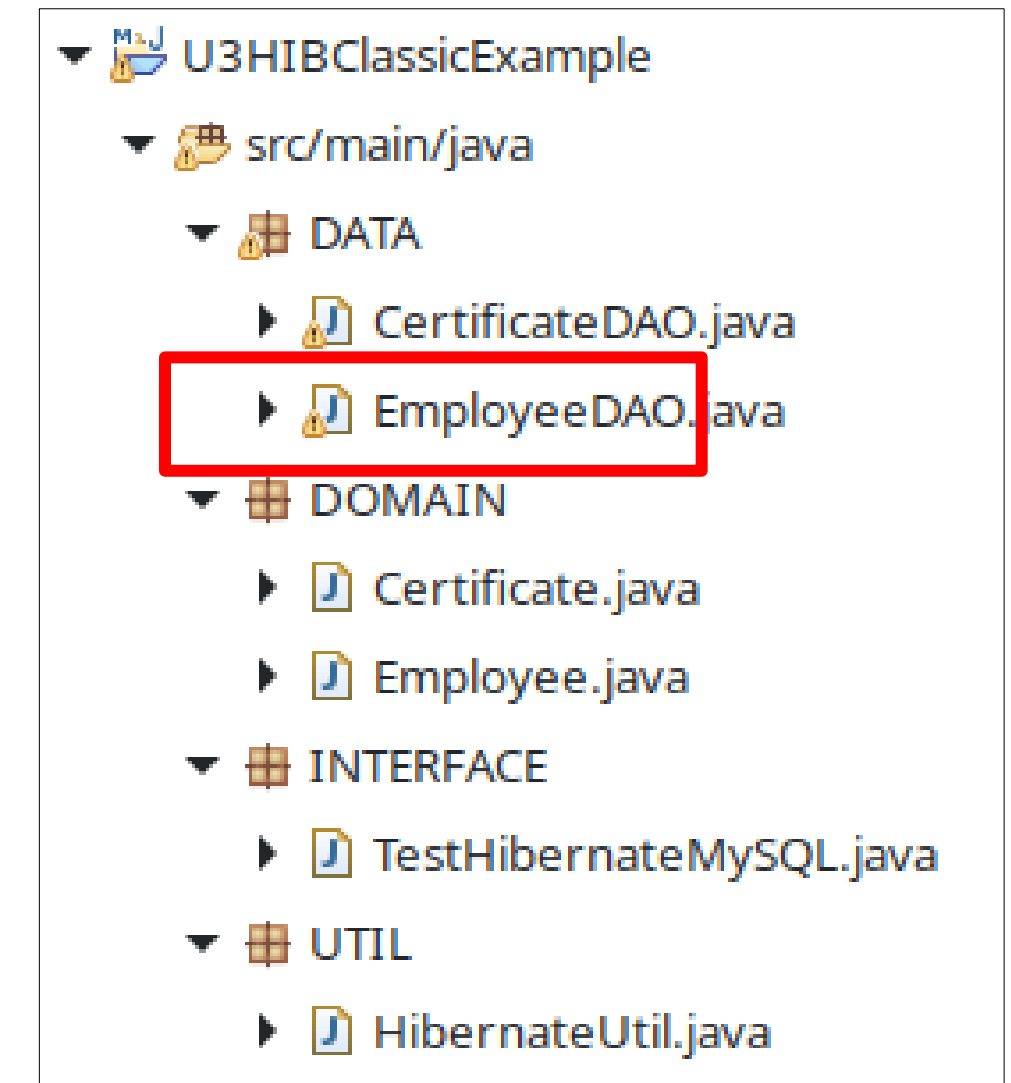 U3HIBClassicExample
src/main/java
DATA
CertificateDAO.java
EmployeeDAO.java
DOMAIN
Certificate.java
Employee.java
INTERFACE
TestHibernateMySQL.java
UTIL
HibernateUtil.java